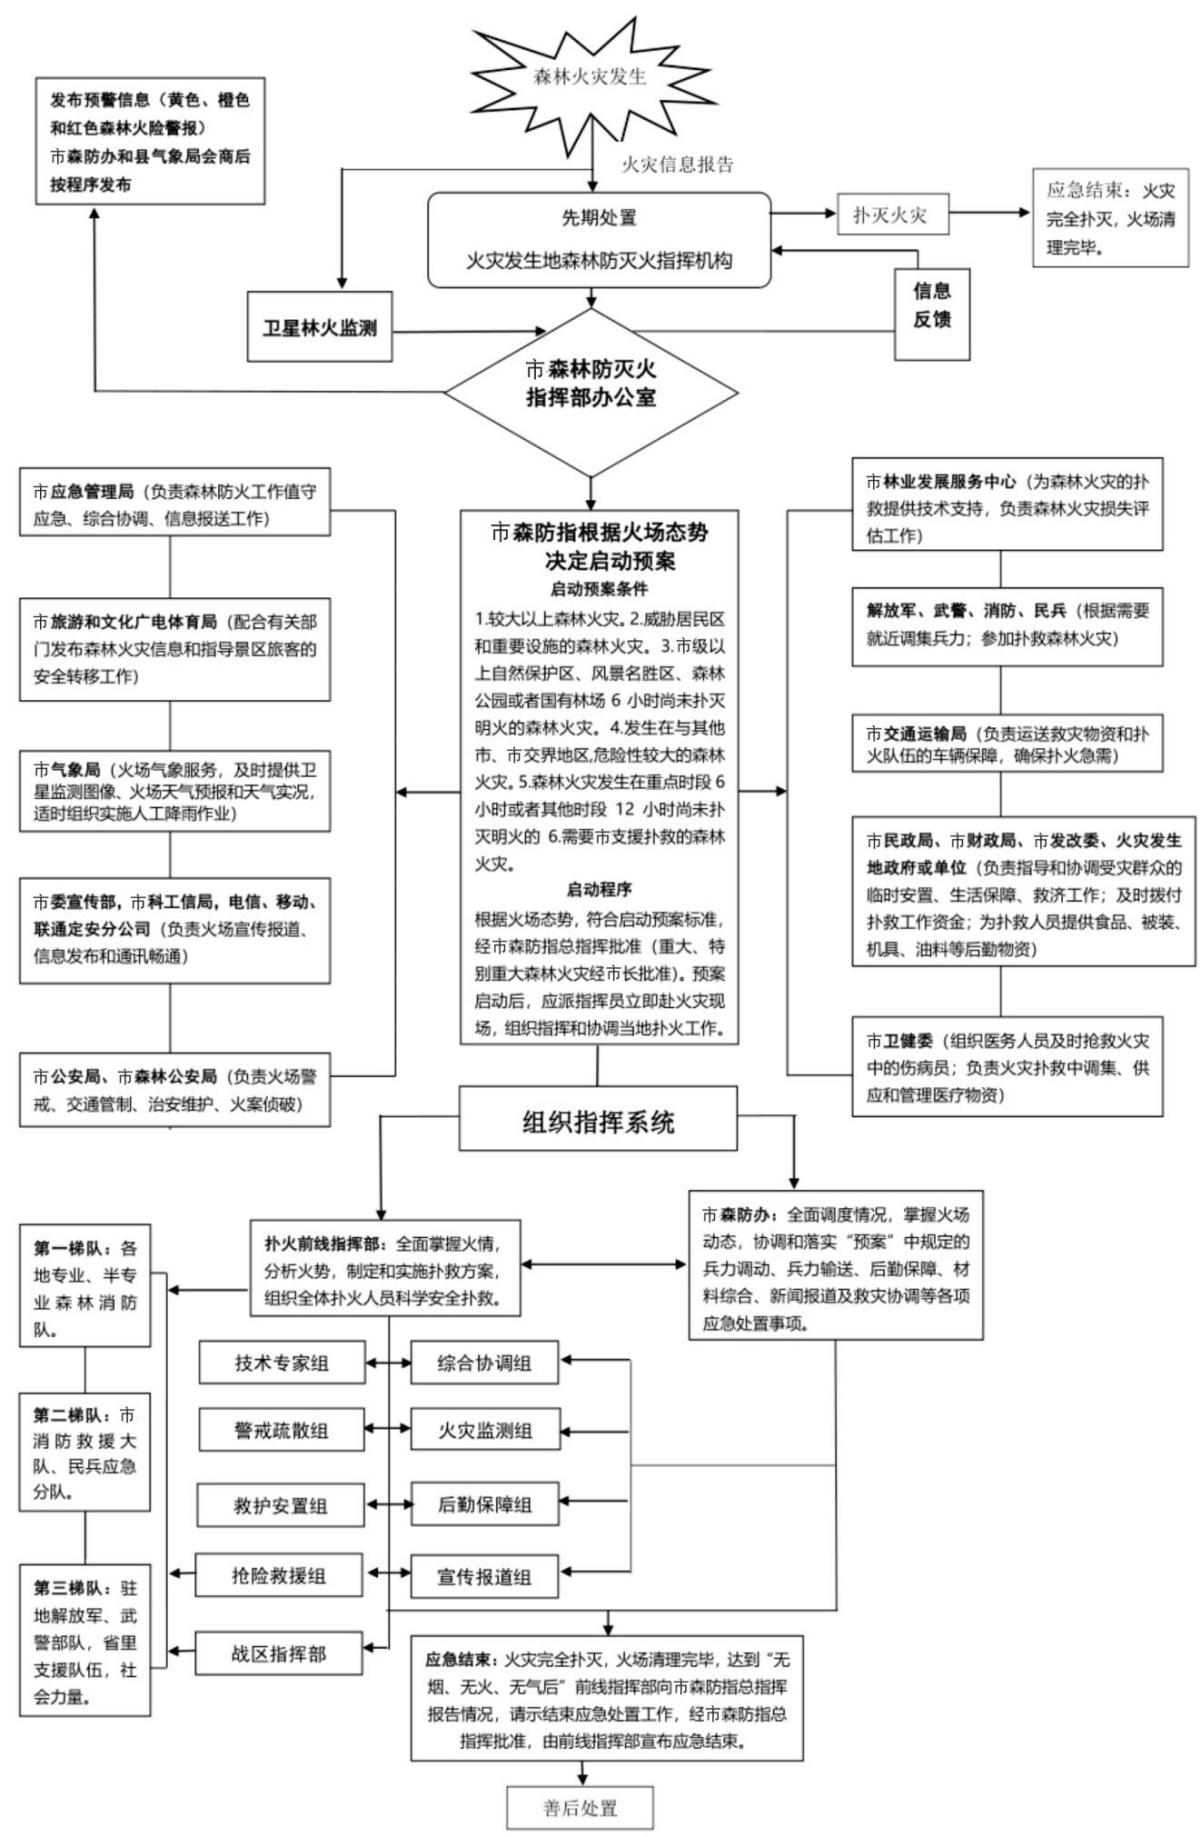 森林火灾发生
发布预警信息（黄色、橙色
和红色森林火险警报）
市森防办和县气象局会商后
按程序发布
火灾信息报告
先期处置
火灾发生地森林防灭火指挥机构
扑灭火灾
应急结束：火灾
完全扑灭，火场清
理完毕。
信息
反馈
卫星林火监测
市森林防灭火
指挥部办公室
市应急管理局（负责森林防火工作值守
应急、综合协调、信息报送工作）
市旅游和文化广电体育局（配合有关部
门发布森林火灾信息和指导景区旅客的
安全转移工作）
市气象局（火场气象服务，及时提供卫
星监测图像、火场天气预报和天气实况，
适时组织实施人工降雨作业）
市委宣传部，市科工信局，电信、移动、
联通定安分公司（负责火场宣传报道、
信息发布和通讯畅通）
市公安局、市森林公安局（负责火场警
戒、交通管制、治安维护、火案侦破）
市森防指根据火场态势
决定启动预案
启动预案条件
1.较大以上森林火灾。2.威胁居民区
和重要设施的森林火灾。3.市级以
上自然保护区、风景名胜区、森林
公园或者国有林场 6 小时尚未扑灭
明火的森林火灾。4.发生在与其他
市、市交界地区,危险性较大的森林
火灾。5.森林火灾发生在重点时段 6
小时或者其他时段 12 小时尚未扑
灭明火的 6.需要市支援扑救的森林
火灾。
启动程序
根据火场态势，符合启动预案标准，
经市森防指总指挥批准（重大、特
别重大森林火灾经市长批准）。预案
启动后，应派指挥员立即赴火灾现
场，组织指挥和协调当地扑火工作。
市林业发展服务中心（为森林火灾的扑
救提供技术支持，负责森林火灾损失评
估工作）
解放军、武警、消防、民兵（根据需要
就近调集兵力；参加扑救森林火灾）
市交通运输局（负责运送救灾物资和扑
火队伍的车辆保障，确保扑火急需）
市民政局、市财政局、市发改委、火灾发生
地政府或单位（负责指导和协调受灾群众的
临时安置、生活保障、救济工作；及时拨付
扑救工作资金；为扑救人员提供食品、被装、
机具、油料等后勤物资）
市卫健委（组织医务人员及时抢救火灾
中的伤病员；负责火灾扑救中调集、供
应和管理医疗物资）
组织指挥系统
扑火前线指挥部：全面掌握火情，
分析火势，制定和实施扑救方案，
组织全体扑火人员科学安全扑救。
市森防办：全面调度情况，掌握火场
动态，协调和落实“预案”中规定的
兵力调动、兵力输送、后勤保障、材
料综合、新闻报道及救灾协调等各项
应急处置事项。
第一梯队：各
地专业、半专
业森林消防
队。
第二梯队：市
消防救援大
队、民兵应急
分队。
第三梯队：驻
地解放军、武
警部队，省里
支援队伍，社
会力量。
技术专家组
综合协调组
警戒疏散组
火灾监测组
救护安置组
后勤保障组
抢险救援组
宣传报道组
战区指挥部
应急结束：火灾完全扑灭，火场清理完毕，达到“无
烟、无火、无气后”前线指挥部向市森防指总指挥
报告情况，请示结束应急处置工作，经市森防指总
指挥批准，由前线指挥部宣布应急结束。
善后处置